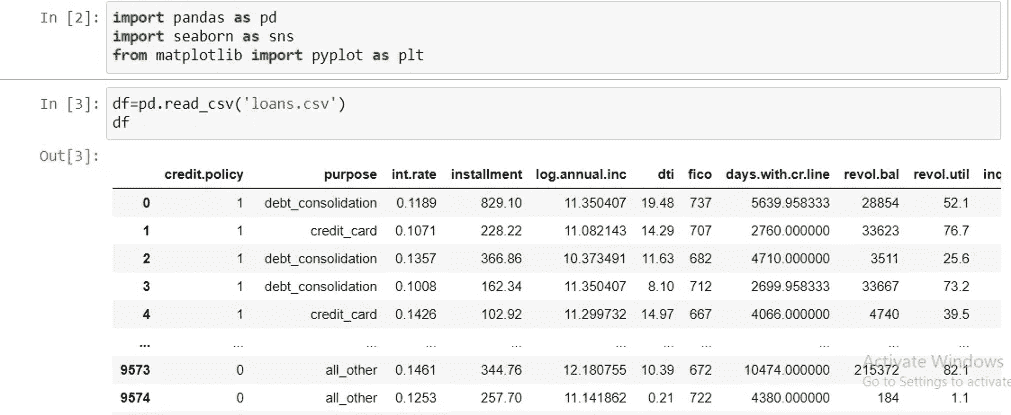 In [2]: import pandas as pd
import seaborn as sns
from matplotlib import pyplot as plt
In [3]: df=pd.read_csv('loans.csv')
df
Out[3]:
credit.policy purpose int.rate installment log.annual.inc dti fico days.with.cr.line revol.bal revol.util inc
0 1 debt_consolidation 0.1189 829.10 11.350407 19.48 737 5639.958333 28854 52.1
1 1 credit_card 0.1071 228.22 11.082143 14.29 707 2760.000000 33623 76.7
2 1 debt_consolidation 0.1357 366.86 10.373491 11.63 682 4710.000000 3511 25.6
3 1 debt_consolidation 0.1008 162.34 11.350407 8.10 712 2699.958333 33667 73.2
4 1 credit_card 0.1426 102.92 11.299732 14.97 667 4066.000000 4740 39.5
... ... ... ... ... ... ... ... ... ... ...
Activate Windows
9573 0 all_other 0.1461 344.76 12.180755 10.39 672 10474.000000 215372 82.1
Go to Settings to activate
9574 0 all_other 0.1253 257.70 11.141862 0.21 722 4380.000000 184 1.1